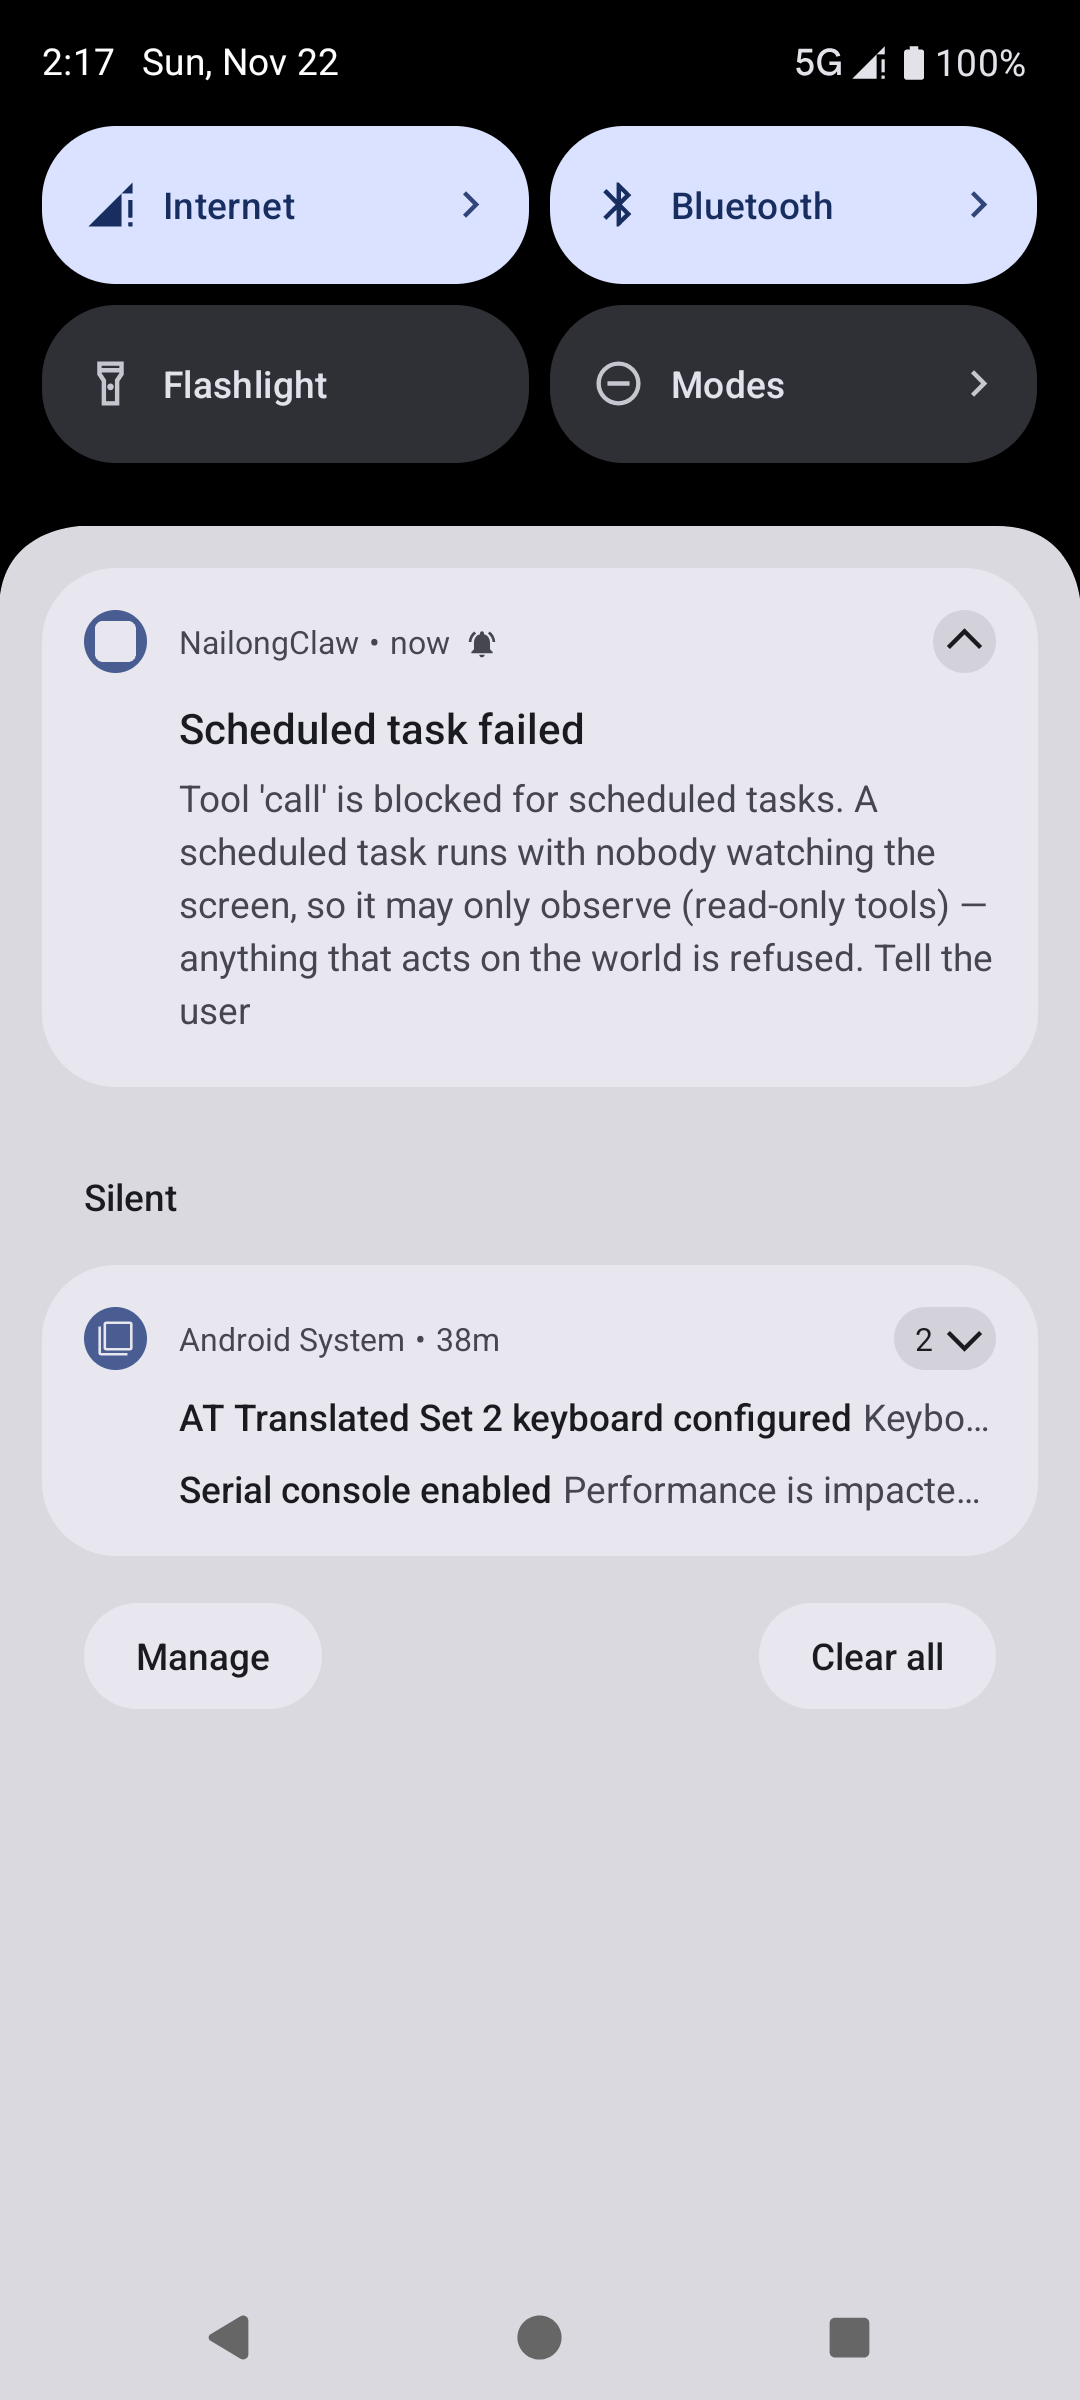 2:17 Sun, Nov 22 5G 100%
Internet
Bluetooth
Flashlight
Modes
NailongClaw • now
Scheduled task failed
Tool 'call' is blocked for scheduled tasks. A
scheduled task runs with nobody watching the
screen, so it may only observe (read-only tools) —
anything that acts on the world is refused. Tell the
user
Silent
Android System • 38m
2
AT Translated Set 2 keyboard configured Keybo…
Serial console enabled Performance is impacte…
Manage
Clear all